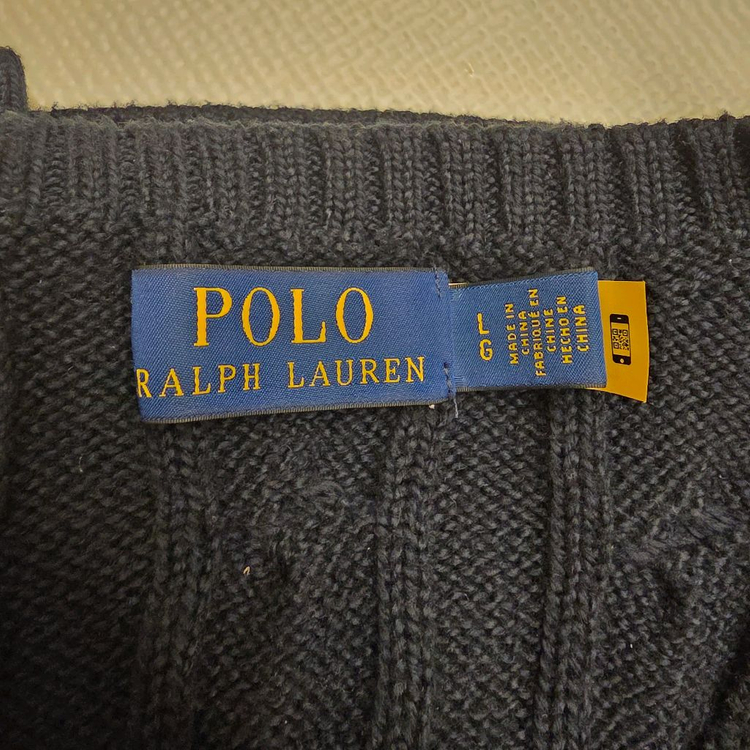 POLO
RALPH LAUREN
L
G
MADE IN
CHINA
FABRIQUÉ EN
CHINE
HECHO EN
CHINA